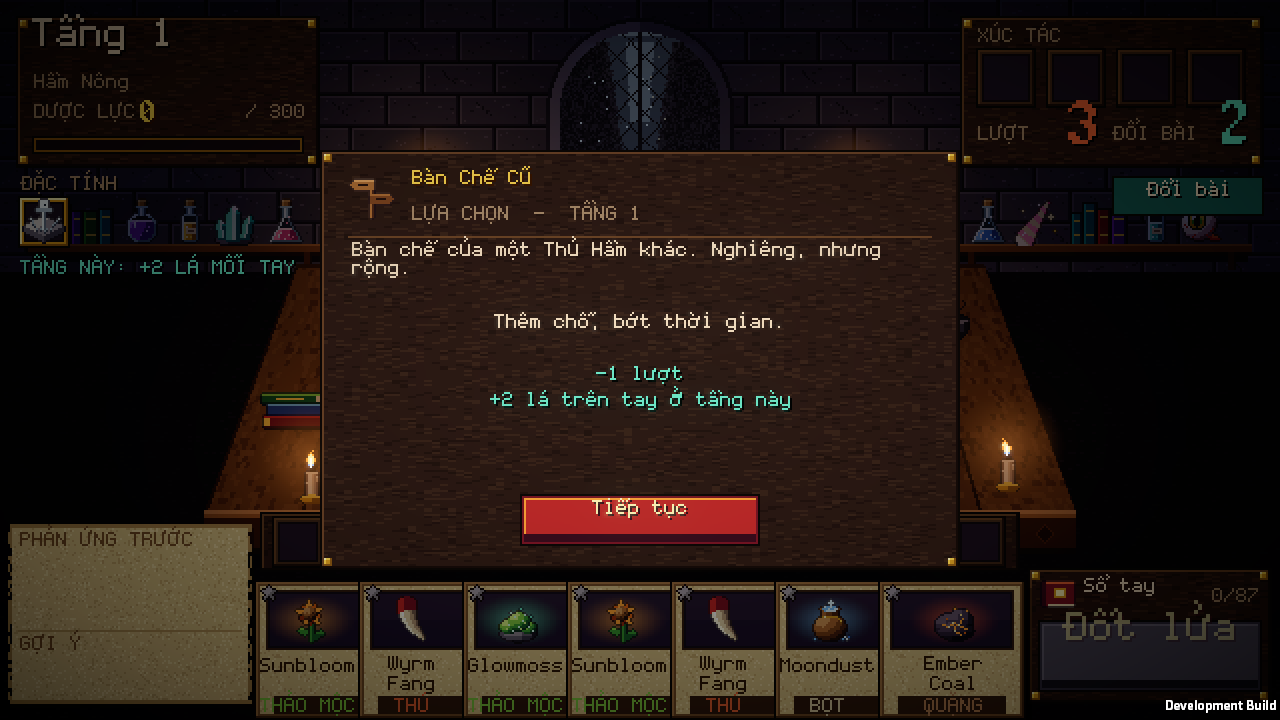 Tầng 1
Hầm Nông
DƯỢC LỰC 0 / 300
ĐẶC TÍNH
TẦNG NÀY: +2 LÁ MỖI TAY
XÚC TÁC
LƯỢT 3 ĐỔI BÀI 2
Đổi bài
Bàn Chế Cũ
LỰA CHỌN - TẦNG 1
Bàn chế của một Thủ Hầm khác. Nghiêng, nhưng
rộng.
Thêm chỗ, bớt thời gian.
-1 lượt
+2 lá trên tay ở tầng này
Tiếp tục
PHẢN ỨNG TRƯỚC
GỢI Ý
Sunbloom
THẢO MỘC
Wyrm
Fang
THÚ
Glowmoss
THẢO MỘC
Sunbloom
THẢO MỘC
Wyrm
Fang
THÚ
Moondust
BỘT
Ember
Coal
QUẶNG
Sổ tay
0/87
Đốt lửa
Development Build